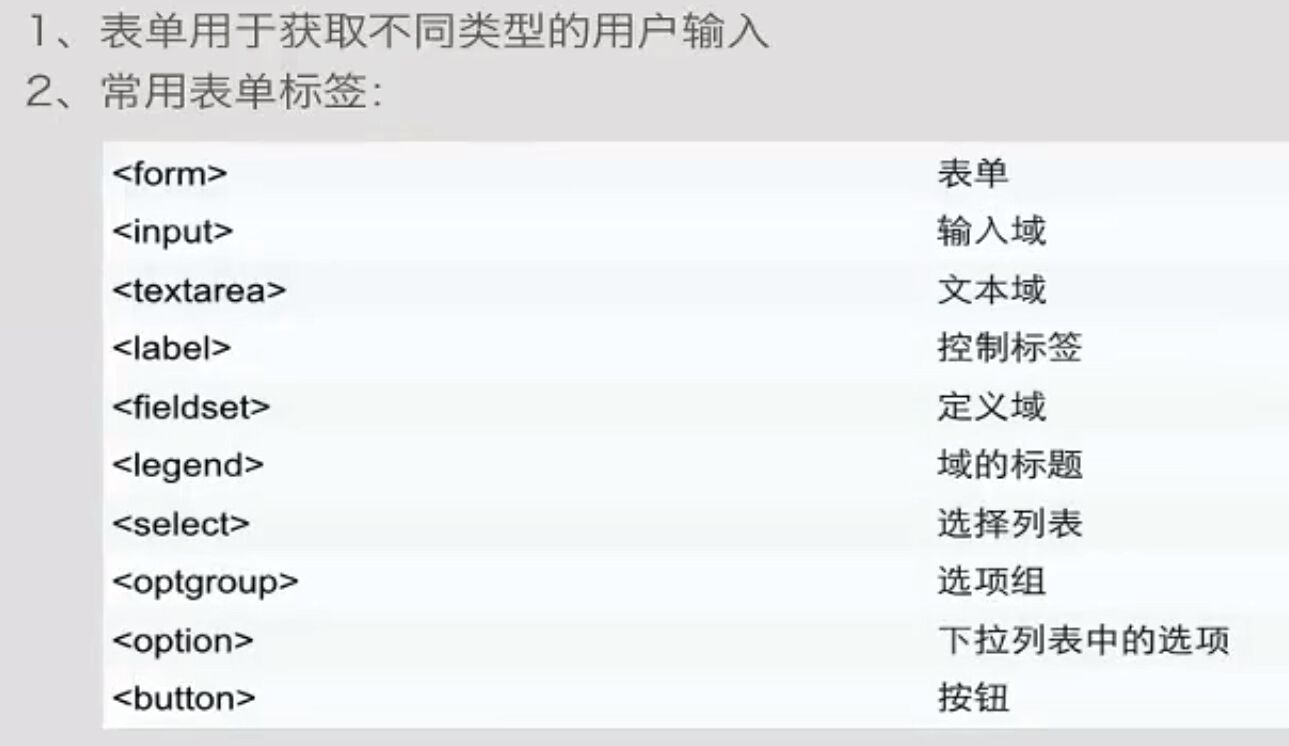 1、表单用于获取不同类型的用户输入
2、常用表单标签：
<form> 表单
<input> 输入域
<textarea> 文本域
<label> 控制标签
<fieldset> 定义域
<legend> 域的标题
<select> 选择列表
<optgroup> 选项组
<option> 下拉列表中的选项
<button> 按钮